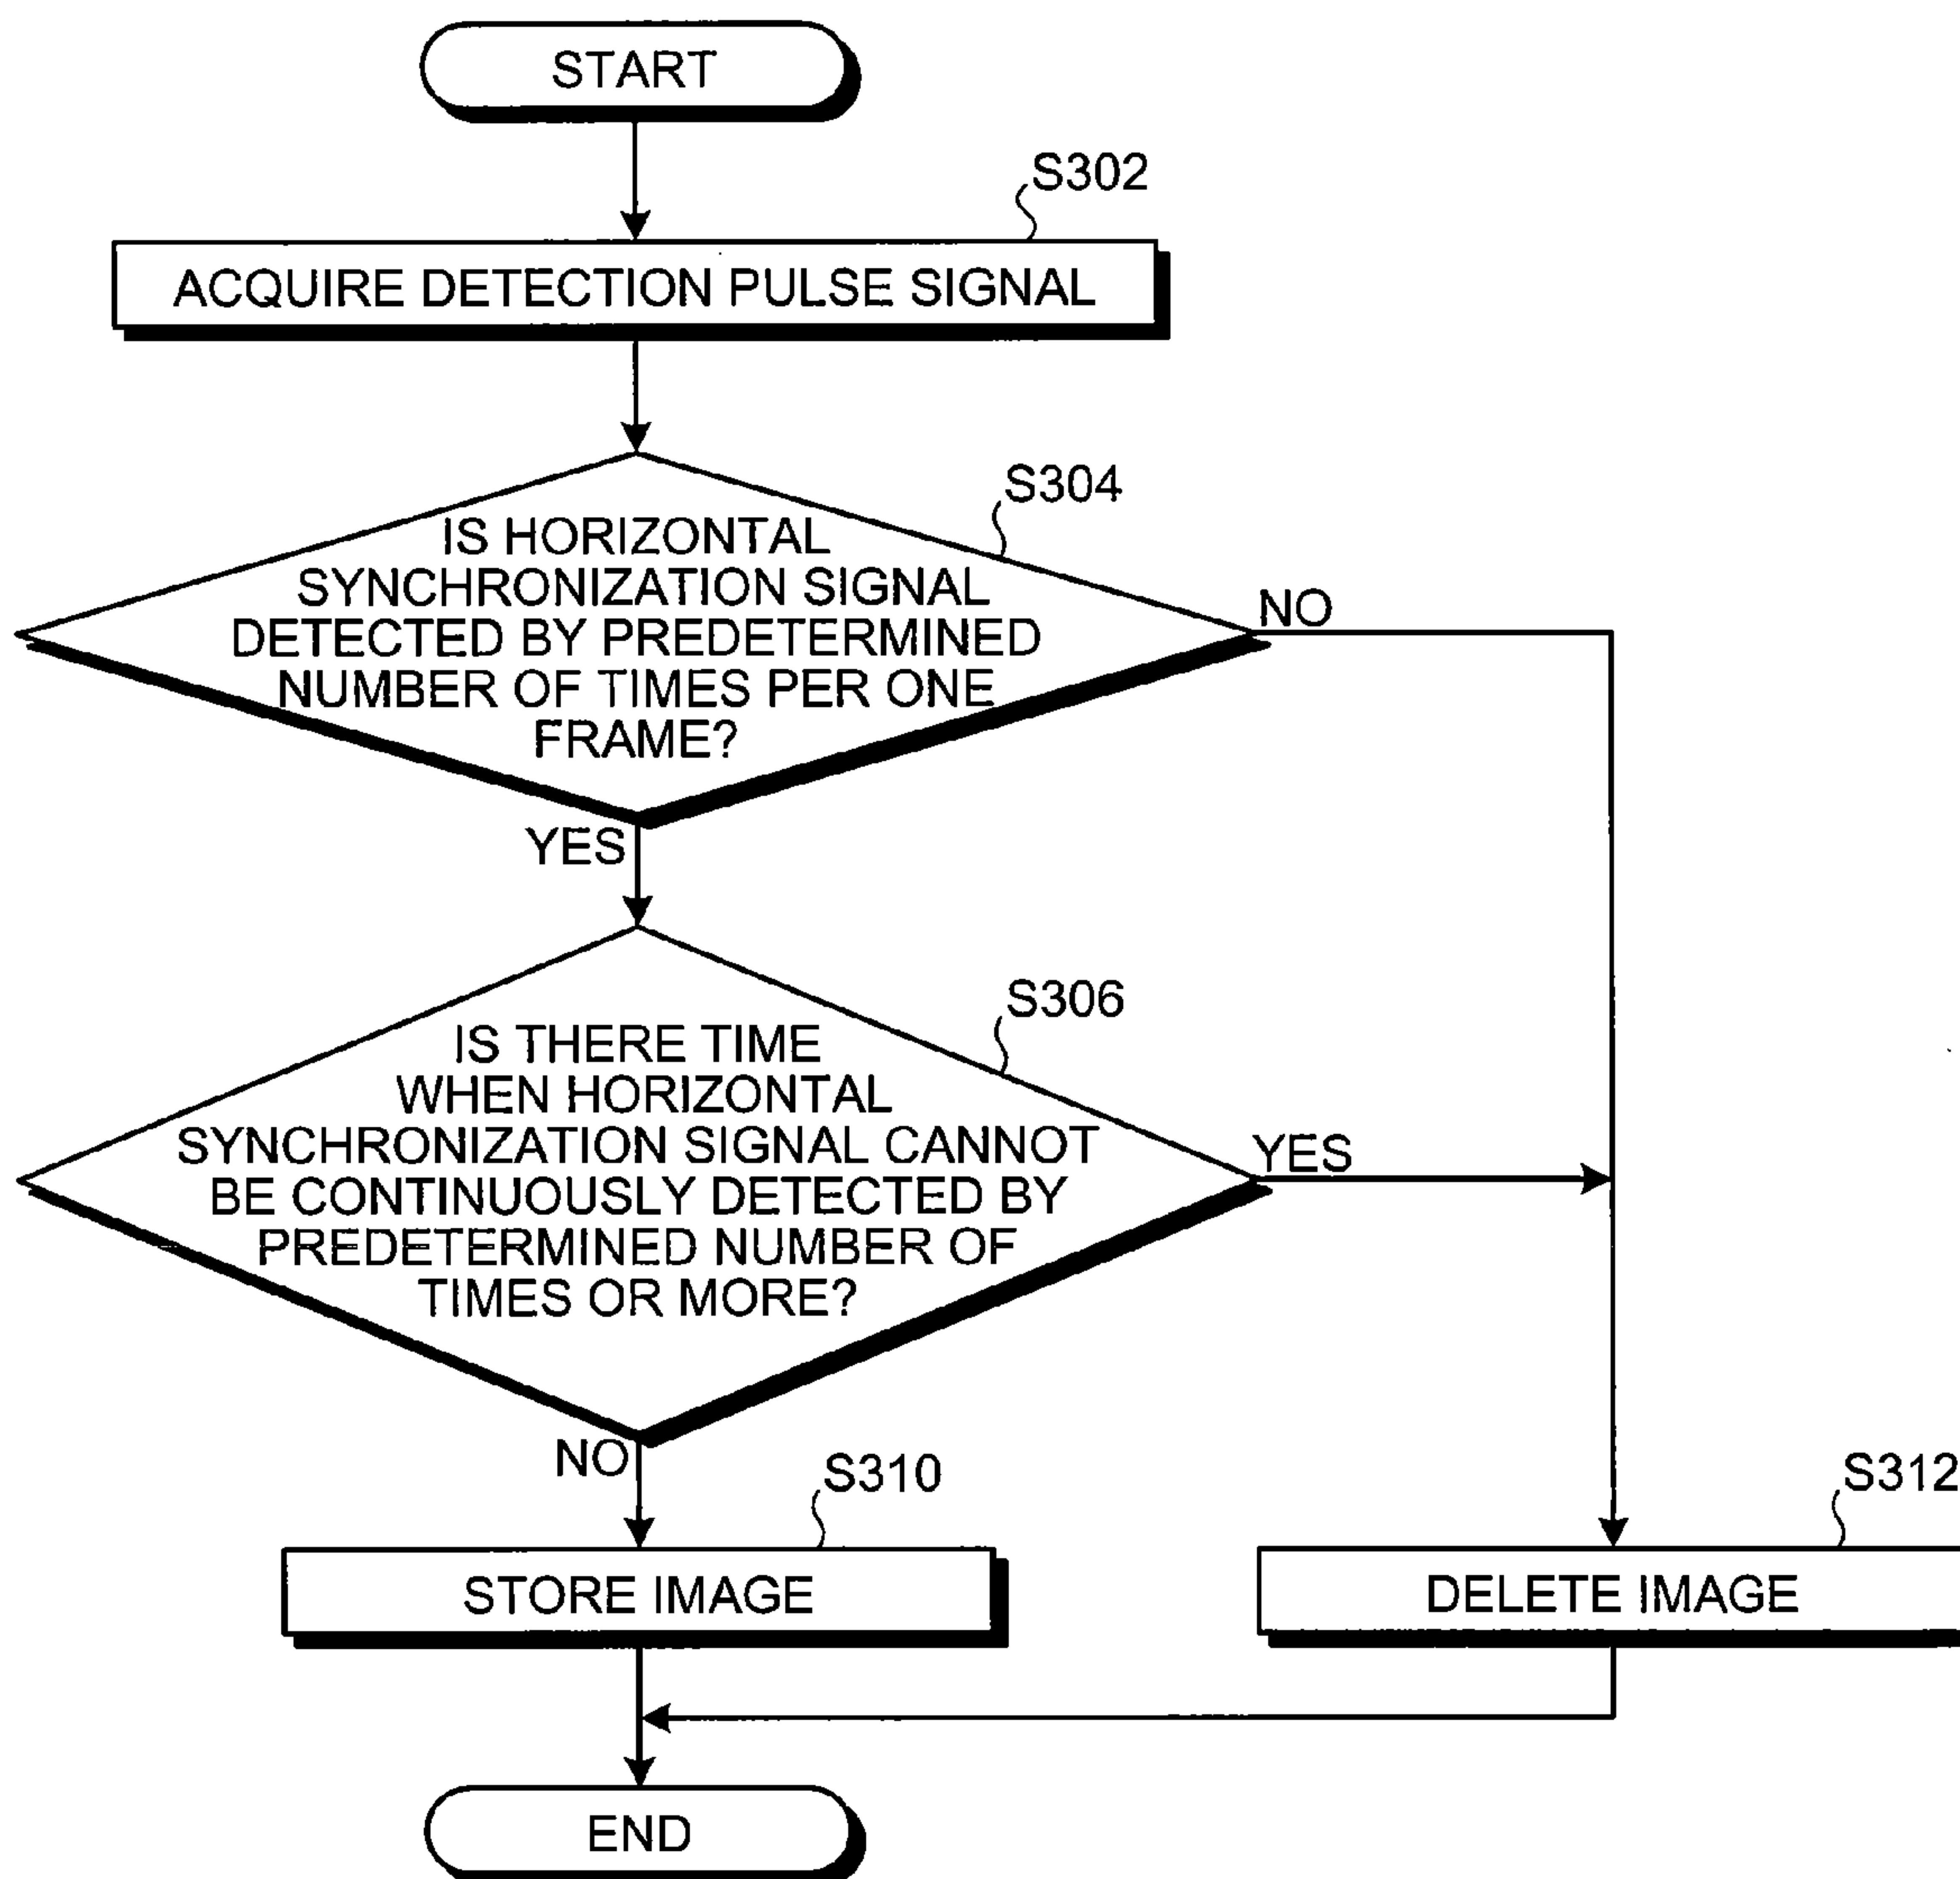 START
S302
ACQUIRE DETECTION PULSE SIGNAL
S304
IS HORIZONTAL
SYNCHRONIZATION SIGNAL
DETECTED BY PREDETERMINED
NUMBER OF TIMES PER ONE
FRAME?
NO
YES
S306
IS THERE TIME
WHEN HORIZONTAL
SYNCHRONIZATION SIGNAL CANNOT
BE CONTINUOUSLY DETECTED BY
PREDETERMINED NUMBER OF
TIMES OR MORE?
YES
NO
S310
STORE IMAGE
S312
DELETE IMAGE
END